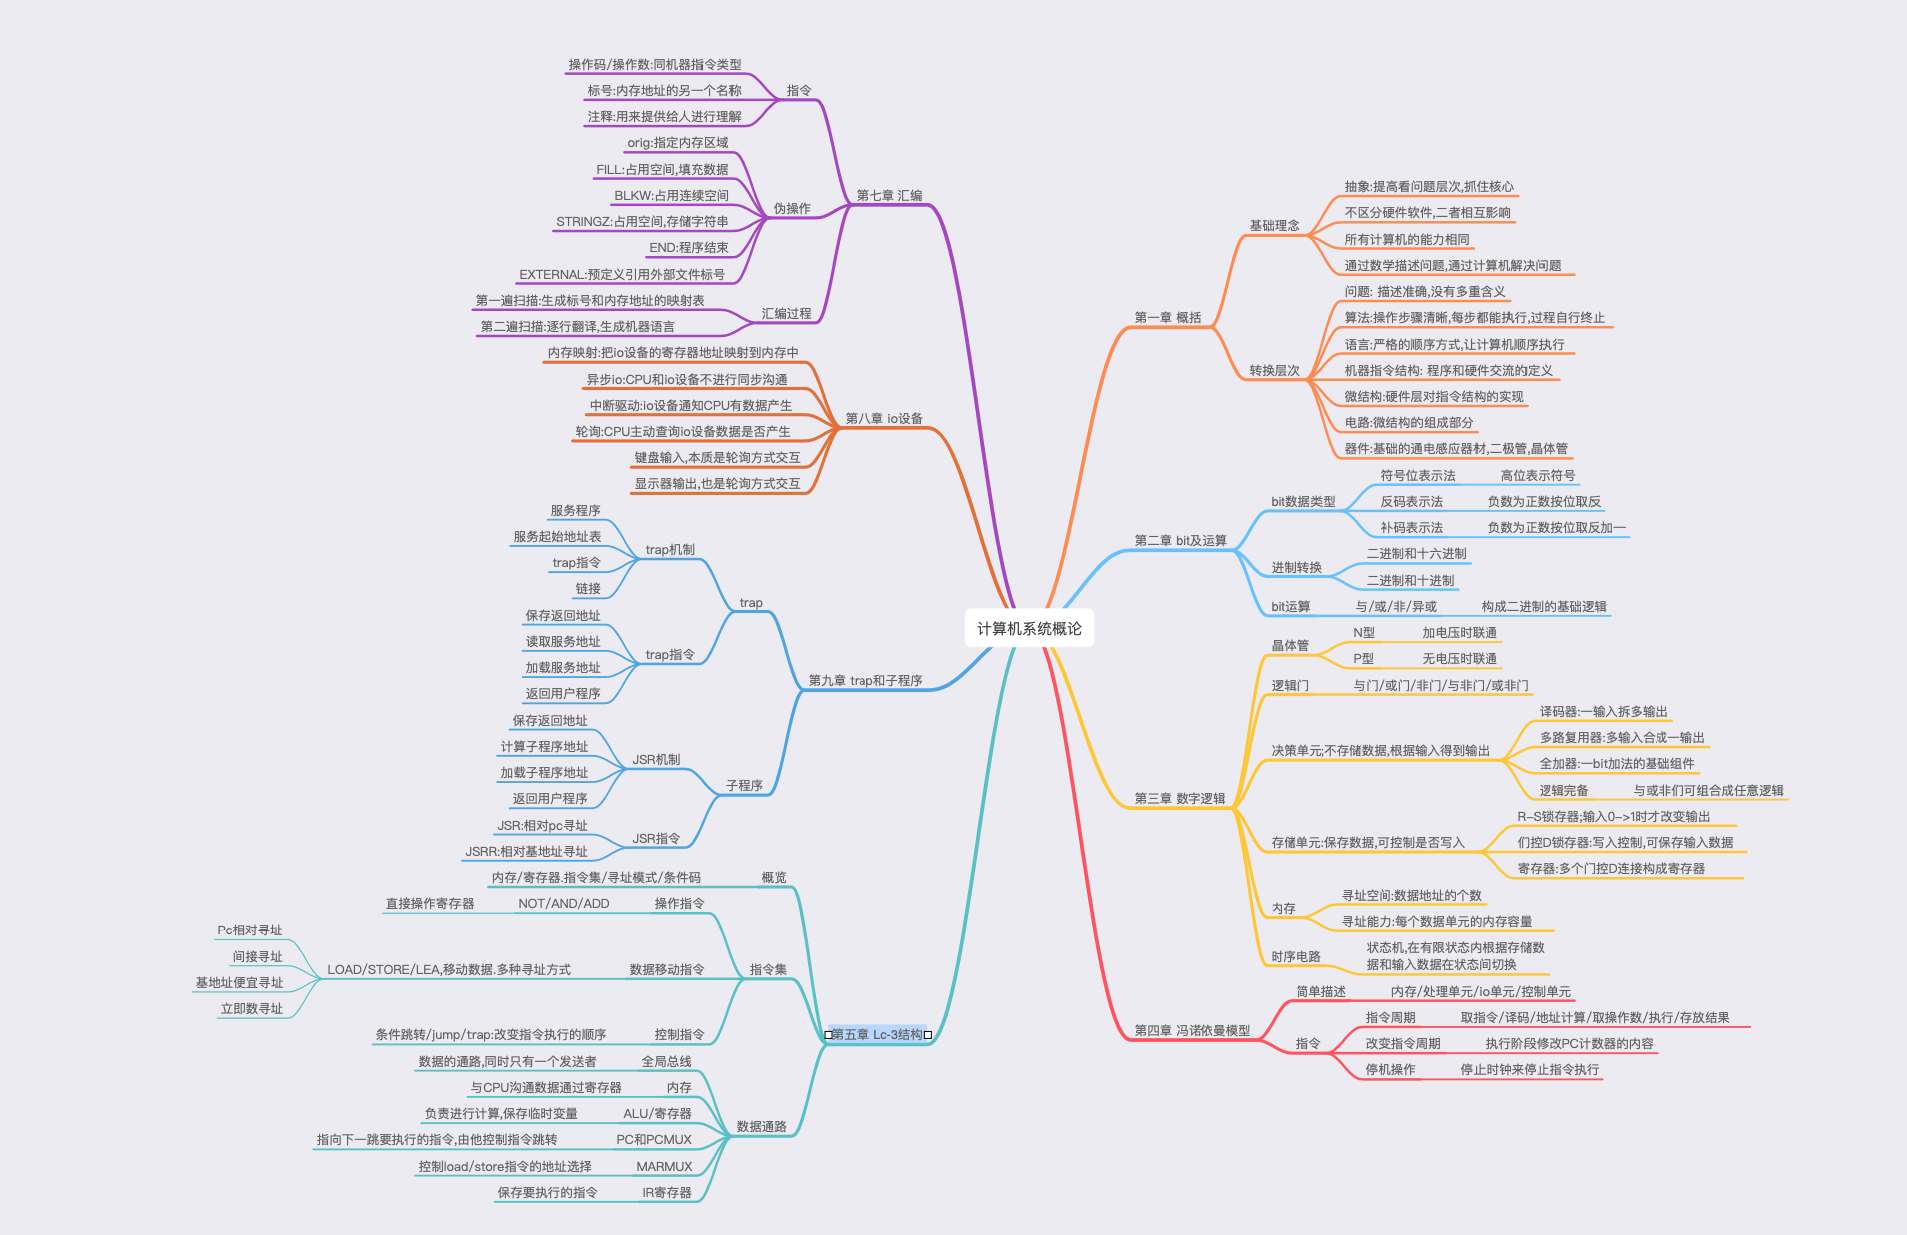 计算机系统概论
第一章 概括
基础理念
抽象:提高看问题层次,抓住核心
不区分硬件软件,二者相互影响
所有计算机的能力相同
通过数学描述问题,通过计算机解决问题
转换层次
问题: 描述准确,没有多重含义
算法:操作步骤清晰,每步都能执行,过程自行终止
语言:严格的顺序方式,让计算机顺序执行
机器指令结构: 程序和硬件交流的定义
微结构:硬件层对指令结构的实现
电路:微结构的组成部分
器件:基础的通电感应器材,二极管,晶体管
第二章 bit及运算
bit数据类型
符号位表示法
高位表示符号
反码表示法
负数为正数按位取反
补码表示法
负数为正数按位取反加一
进制转换
二进制和十六进制
二进制和十进制
bit运算
与/或/非/异或
构成二进制的基础逻辑
第三章 数字逻辑
晶体管
N型
加电压时联通
P型
无电压时联通
逻辑门
与门/或门/非门/与非门/或非门
决策单元;不存储数据,根据输入得到输出
译码器:一输入拆多输出
多路复用器:多输入合成一输出
全加器:一bit加法的基础组件
逻辑完备
与或非们可组合成任意逻辑
存储单元:保存数据,可控制是否写入
R-S锁存器;输入0->1时才改变输出
们控D锁存器:写入控制,可保存输入数据
寄存器:多个门控D连接构成寄存器
内存
寻址空间:数据地址的个数
寻址能力:每个数据单元的内存容量
时序电路
状态机,在有限状态内根据存储数
据和输入数据在状态间切换
第四章 冯诺依曼模型
简单描述
内存/处理单元/io单元/控制单元
指令
指令周期
取指令/译码/地址计算/取操作数/执行/存放结果
改变指令周期
执行阶段修改PC计数器的内容
停机操作
停止时钟来停止指令执行
第七章 汇编
指令
操作码/操作数:同机器指令类型
标号:内存地址的另一个名称
注释:用来提供给人进行理解
伪操作
orig:指定内存区域
FILL:占用空间,填充数据
BLKW:占用连续空间
STRINGZ:占用空间,存储字符串
END:程序结束
EXTERNAL:预定义引用外部文件标号
汇编过程
第一遍扫描:生成标号和内存地址的映射表
第二遍扫描:逐行翻译,生成机器语言
第八章 io设备
内存映射:把io设备的寄存器地址映射到内存中
异步io:CPU和io设备不进行同步沟通
中断驱动:io设备通知CPU有数据产生
轮询:CPU主动查询io设备数据是否产生
键盘输入,本质是轮询方式交互
显示器输出,也是轮询方式交互
第九章 trap和子程序
trap
trap机制
服务程序
服务起始地址表
trap指令
链接
trap指令
保存返回地址
读取服务地址
加载服务地址
返回用户程序
子程序
JSR机制
保存返回地址
计算子程序地址
加载子程序地址
返回用户程序
JSR指令
JSR:相对pc寻址
JSRR:相对基地址寻址
第五章 Lc-3结构
概览
内存/寄存器.指令集/寻址模式/条件码
指令集
操作指令
NOT/AND/ADD
直接操作寄存器
数据移动指令
LOAD/STORE/LEA,移动数据.多种寻址方式
Pc相对寻址
间接寻址
基地址便宜寻址
立即数寻址
控制指令
条件跳转/jump/trap:改变指令执行的顺序
数据通路
全局总线
数据的通路,同时只有一个发送者
内存
与CPU沟通数据通过寄存器
ALU/寄存器
负责进行计算,保存临时变量
PC和PCMUX
指向下一跳要执行的指令,由他控制指令跳转
MARMUX
控制load/store指令的地址选择
IR寄存器
保存要执行的指令